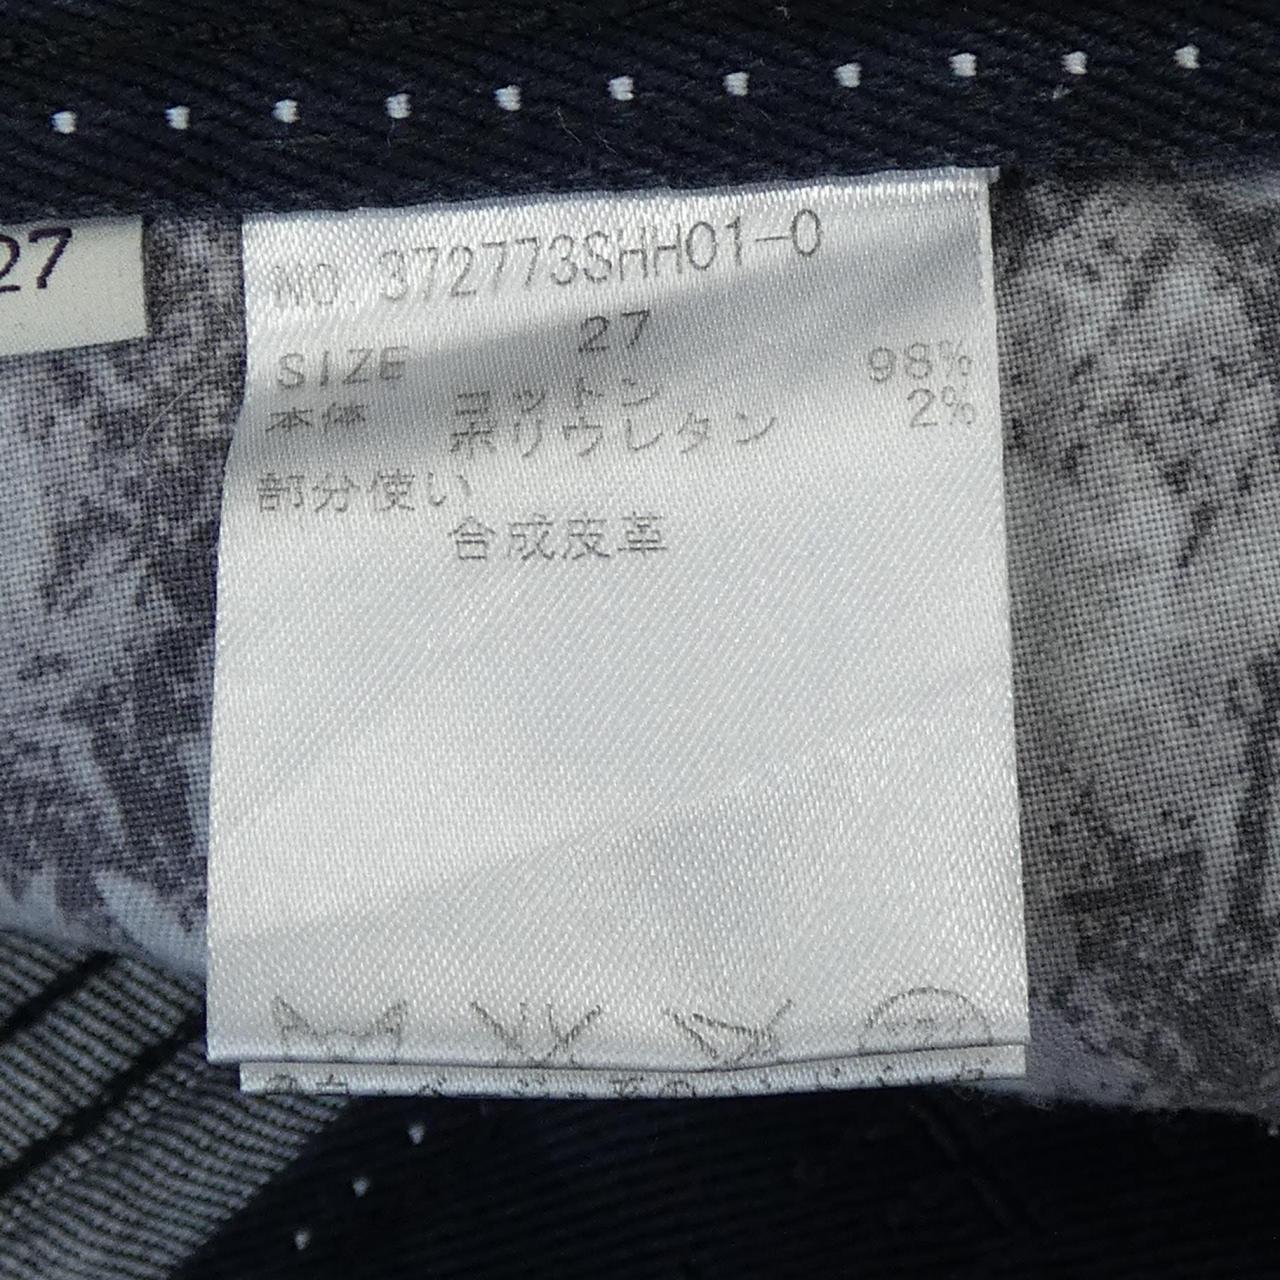 27
NO. 372773SHH01-0
SIZE 27
本体 コットン 98%
ポリウレタン 2%
部分使い
合成皮革